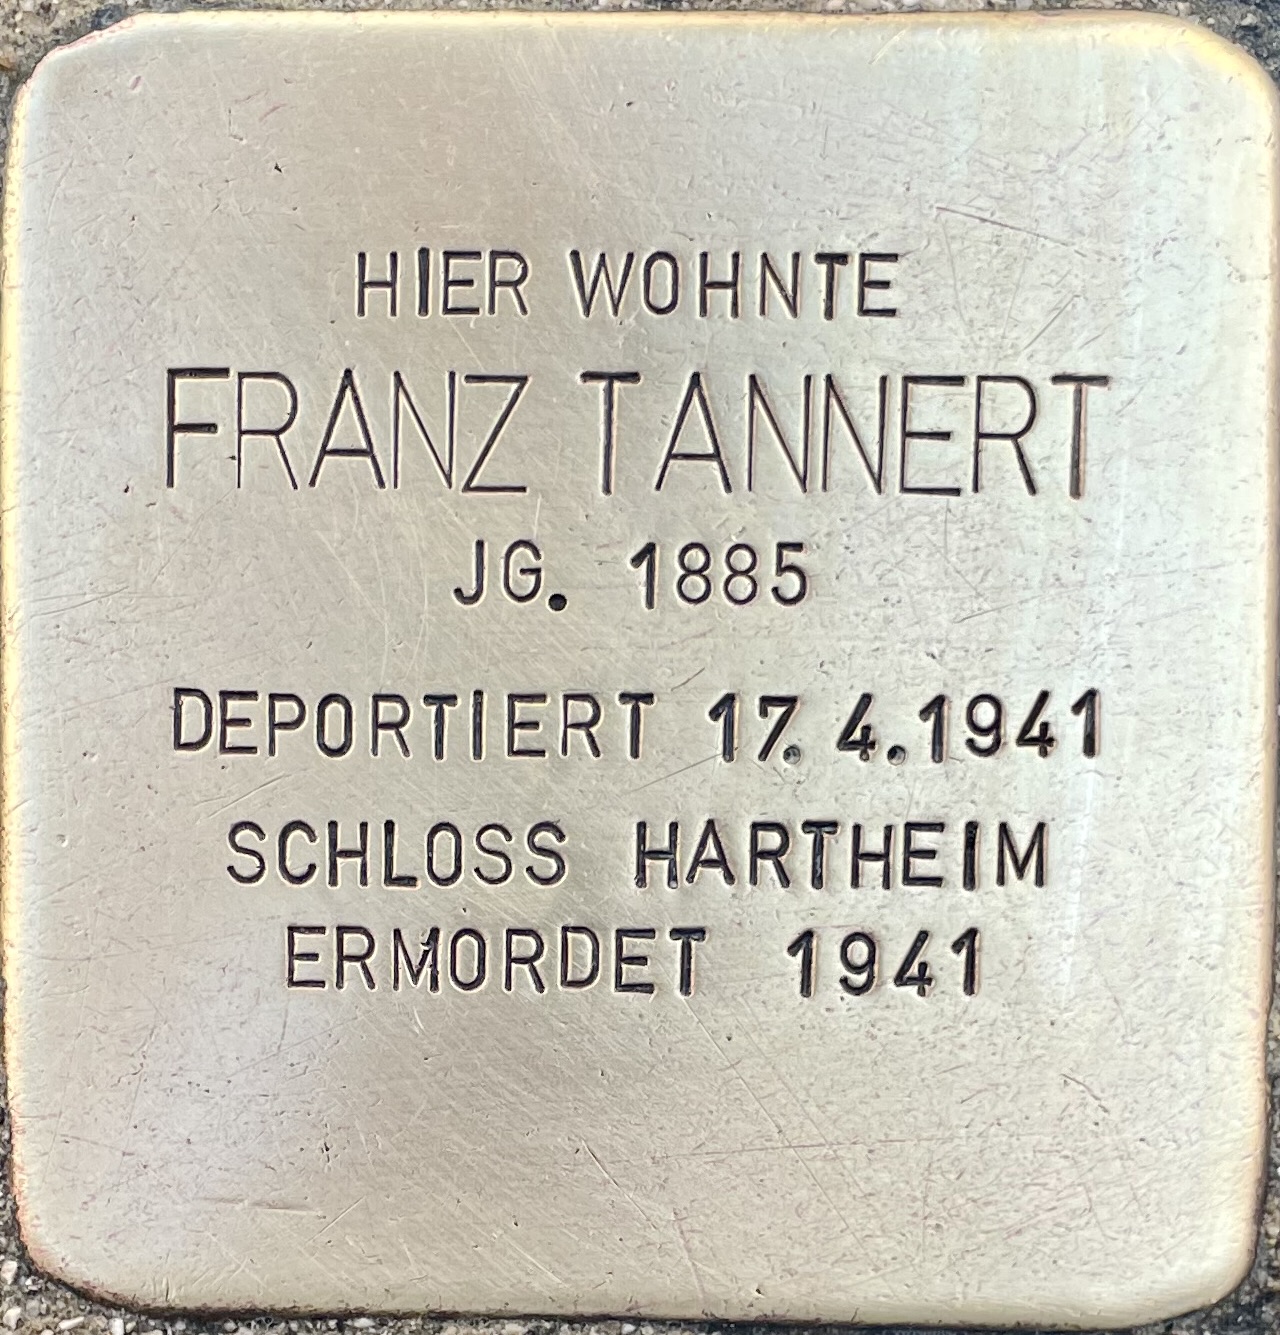 HIER WOHNTE
FRANZ TANNERT
JG. 1885
DEPORTIERT 17.4.1941
SCHLOSS HARTHEIM
ERMORDET 1941